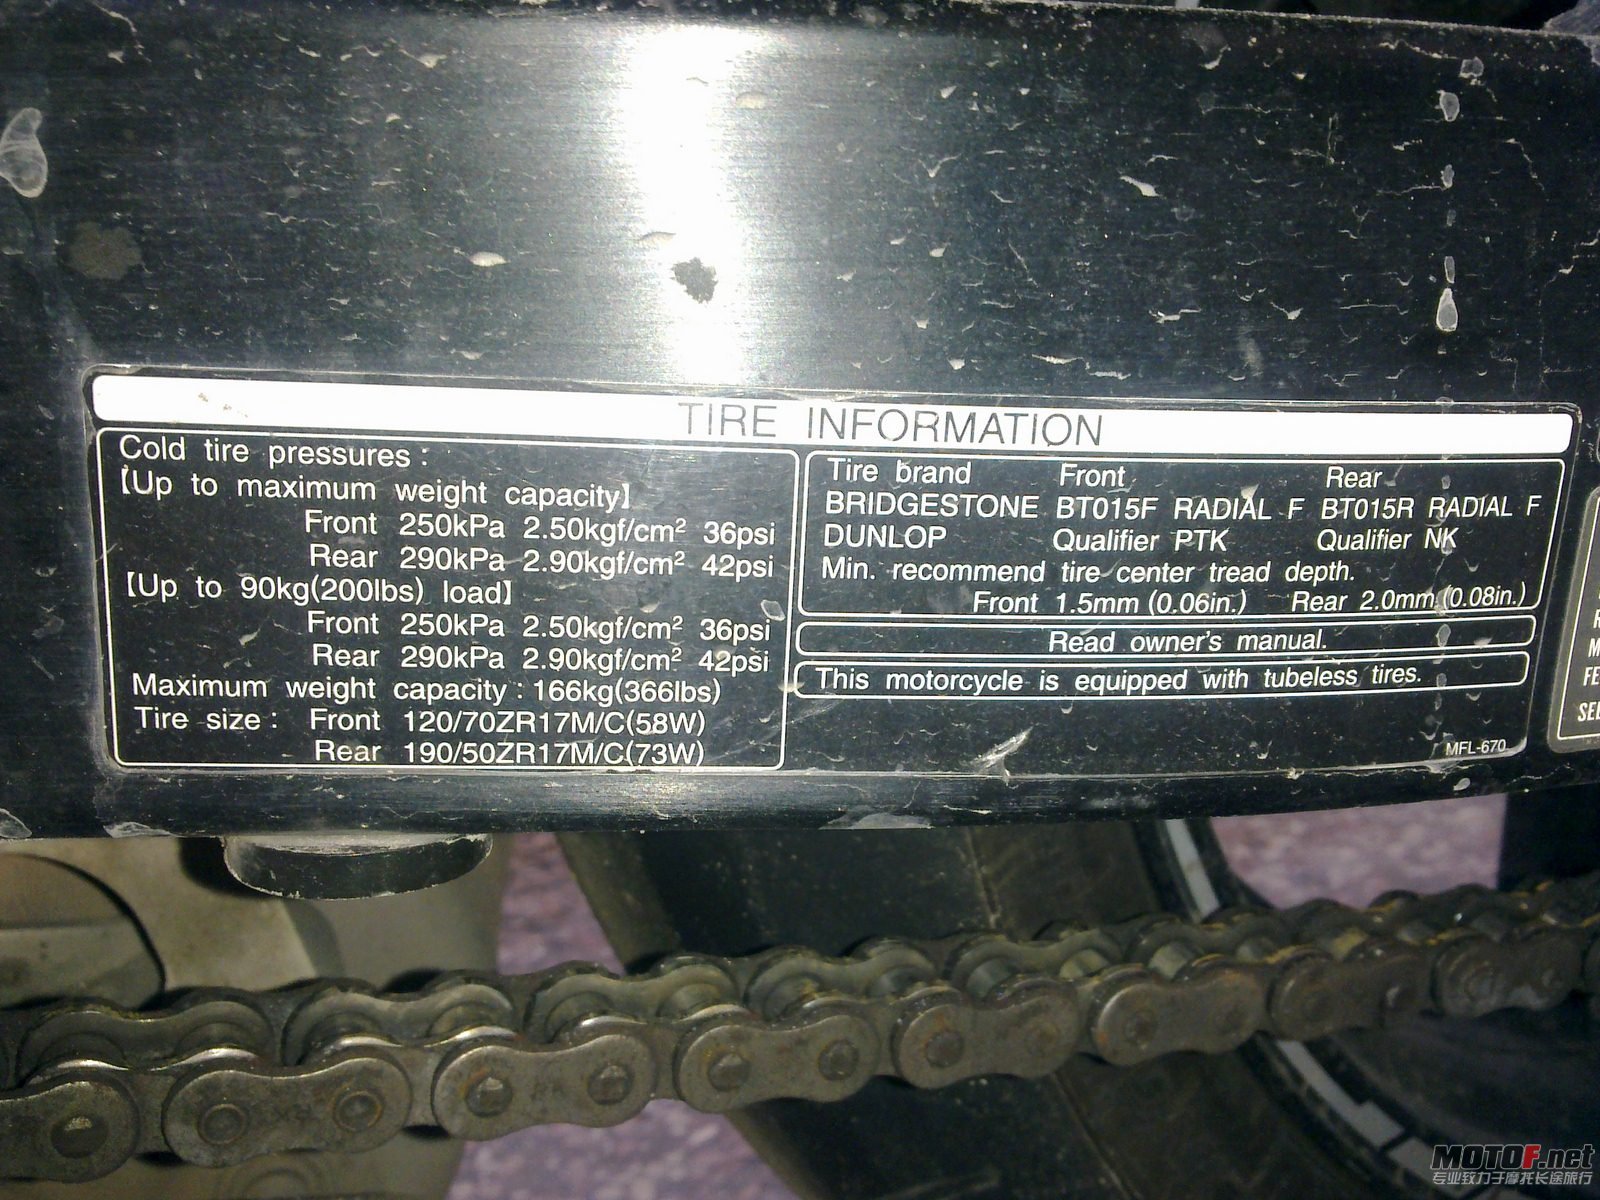 TIRE INFORMATION
Cold tire pressures :
【Up to maximum weight capacity】
Front 250kPa 2.50kgf/cm² 36psi
Rear 290kPa 2.90kgf/cm² 42psi
【Up to 90kg(200lbs) load】
Front 250kPa 2.50kgf/cm² 36psi
Rear 290kPa 2.90kgf/cm² 42psi
Maximum weight capacity : 166kg(366lbs)
Tire size : Front 120/70ZR17M/C(58W)
Rear 190/50ZR17M/C(73W)
Tire brand Front Rear
BRIDGESTONE BT015F RADIAL F BT015R RADIAL F
DUNLOP Qualifier PTK Qualifier NK
Min. recommend tire center tread depth.
Front 1.5mm (0.06in.) Rear 2.0mm (0.08in.)
Read owner's manual.
This motorcycle is equipped with tubeless tires.
MFL-670
MOTOF.net
专业致力于摩托长途旅行